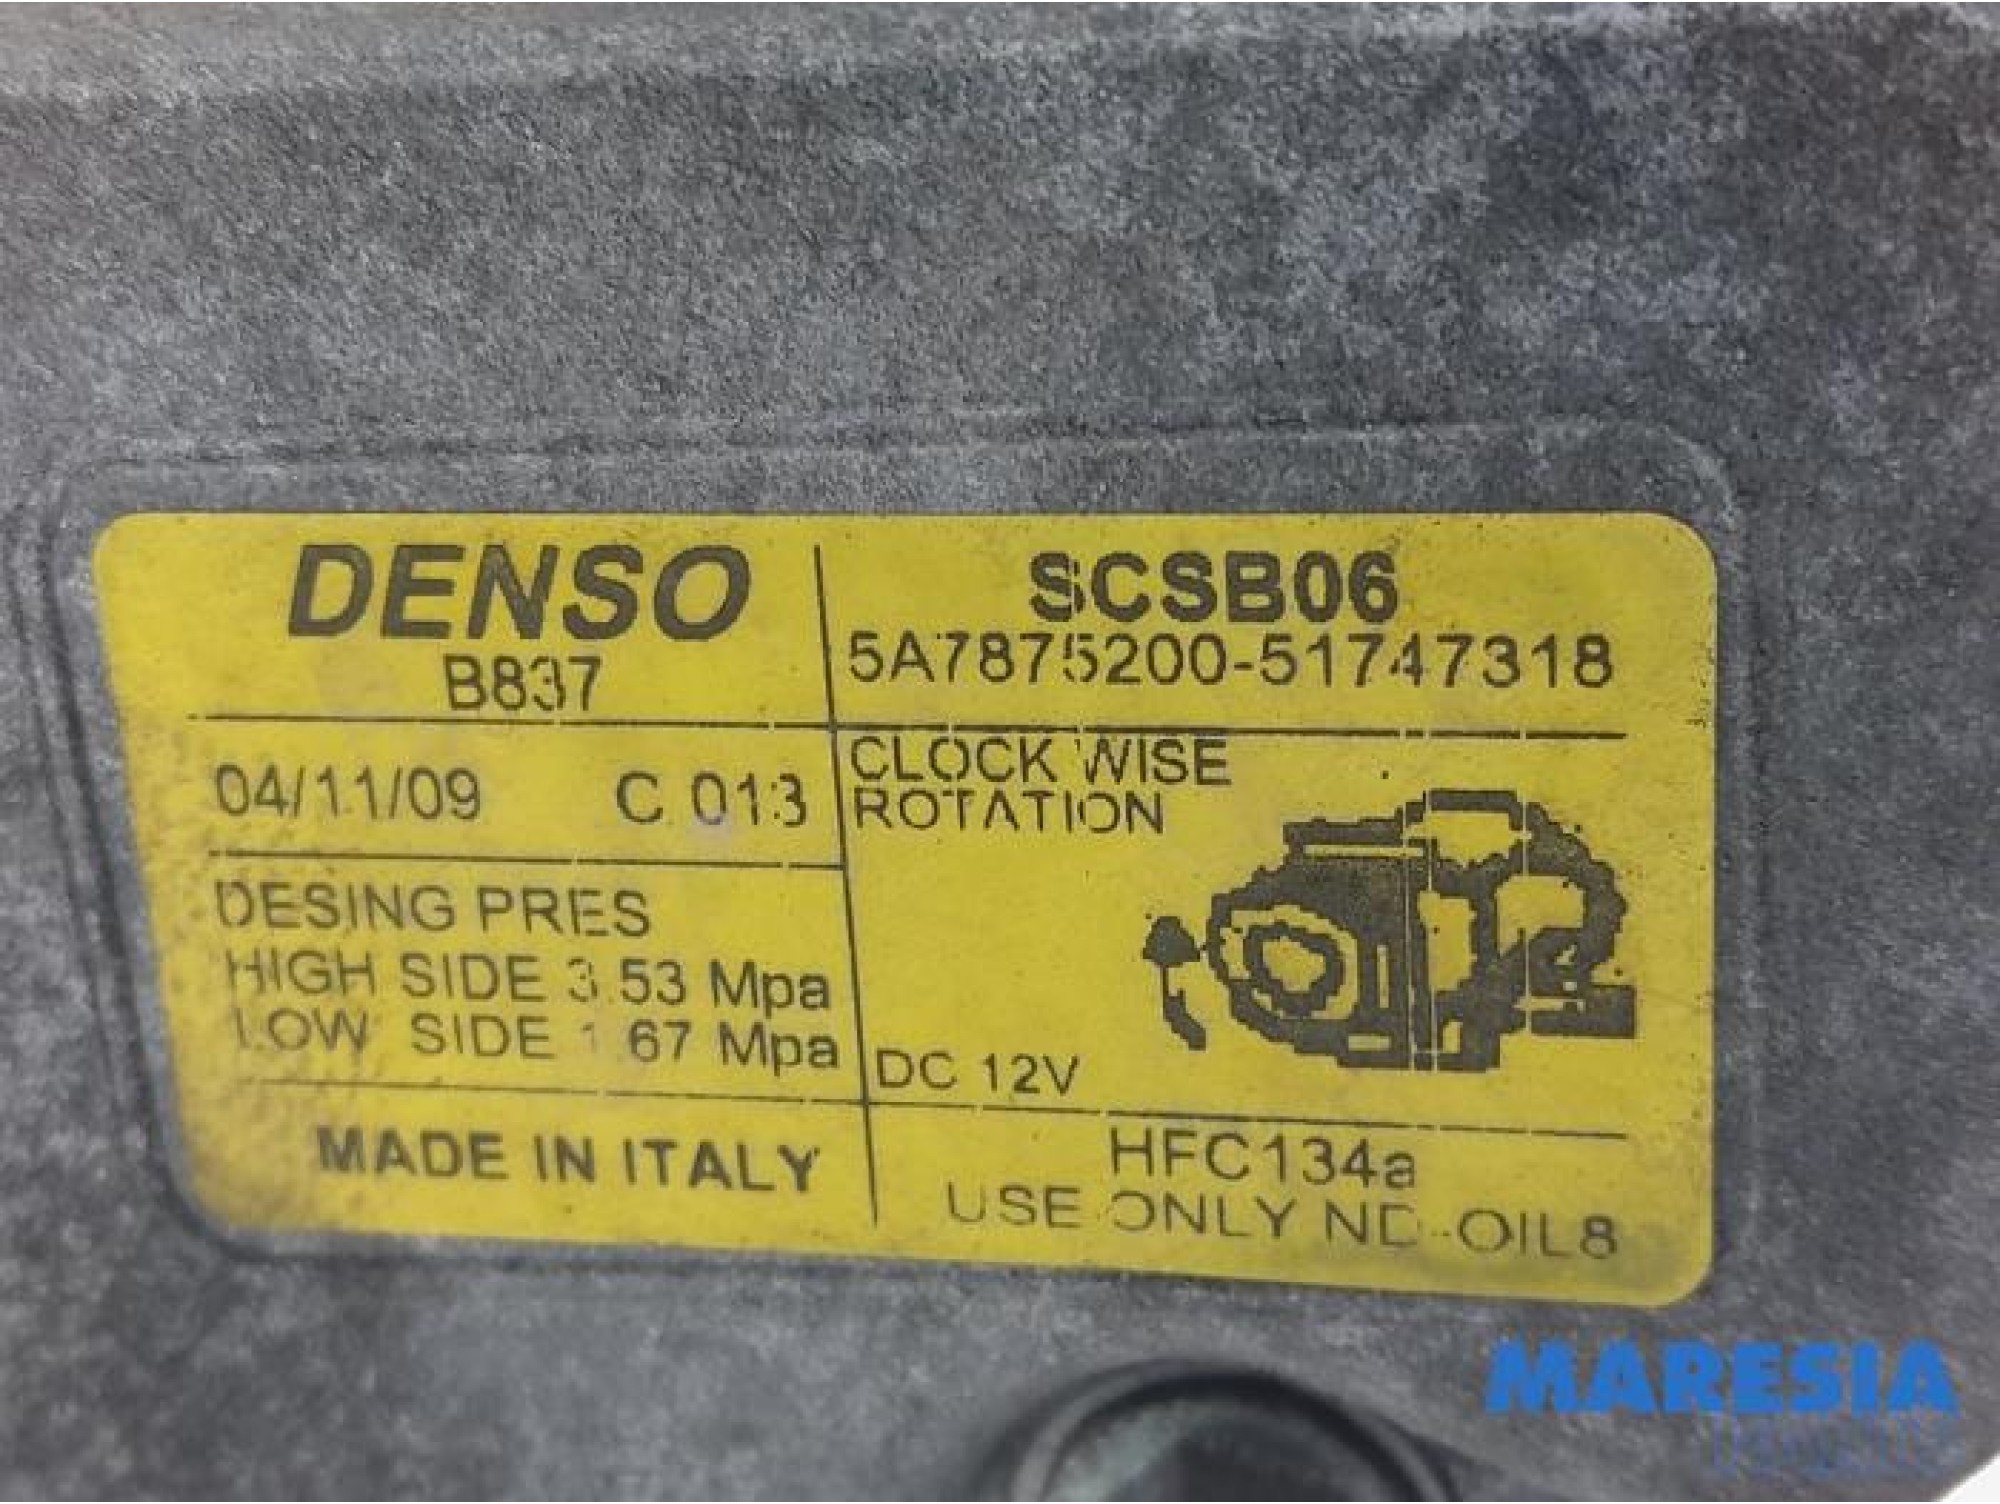 DENSO
B837
SCSB06
5A7875200-51747318
04/11/09 C 013
CLOCK WISE
ROTATION
DESING PRES
HIGH SIDE 3.53 Mpa
LOW SIDE 1.67 Mpa
DC 12V
MADE IN ITALY
HFC134a
USE ONLY ND-OIL8
MARESIA